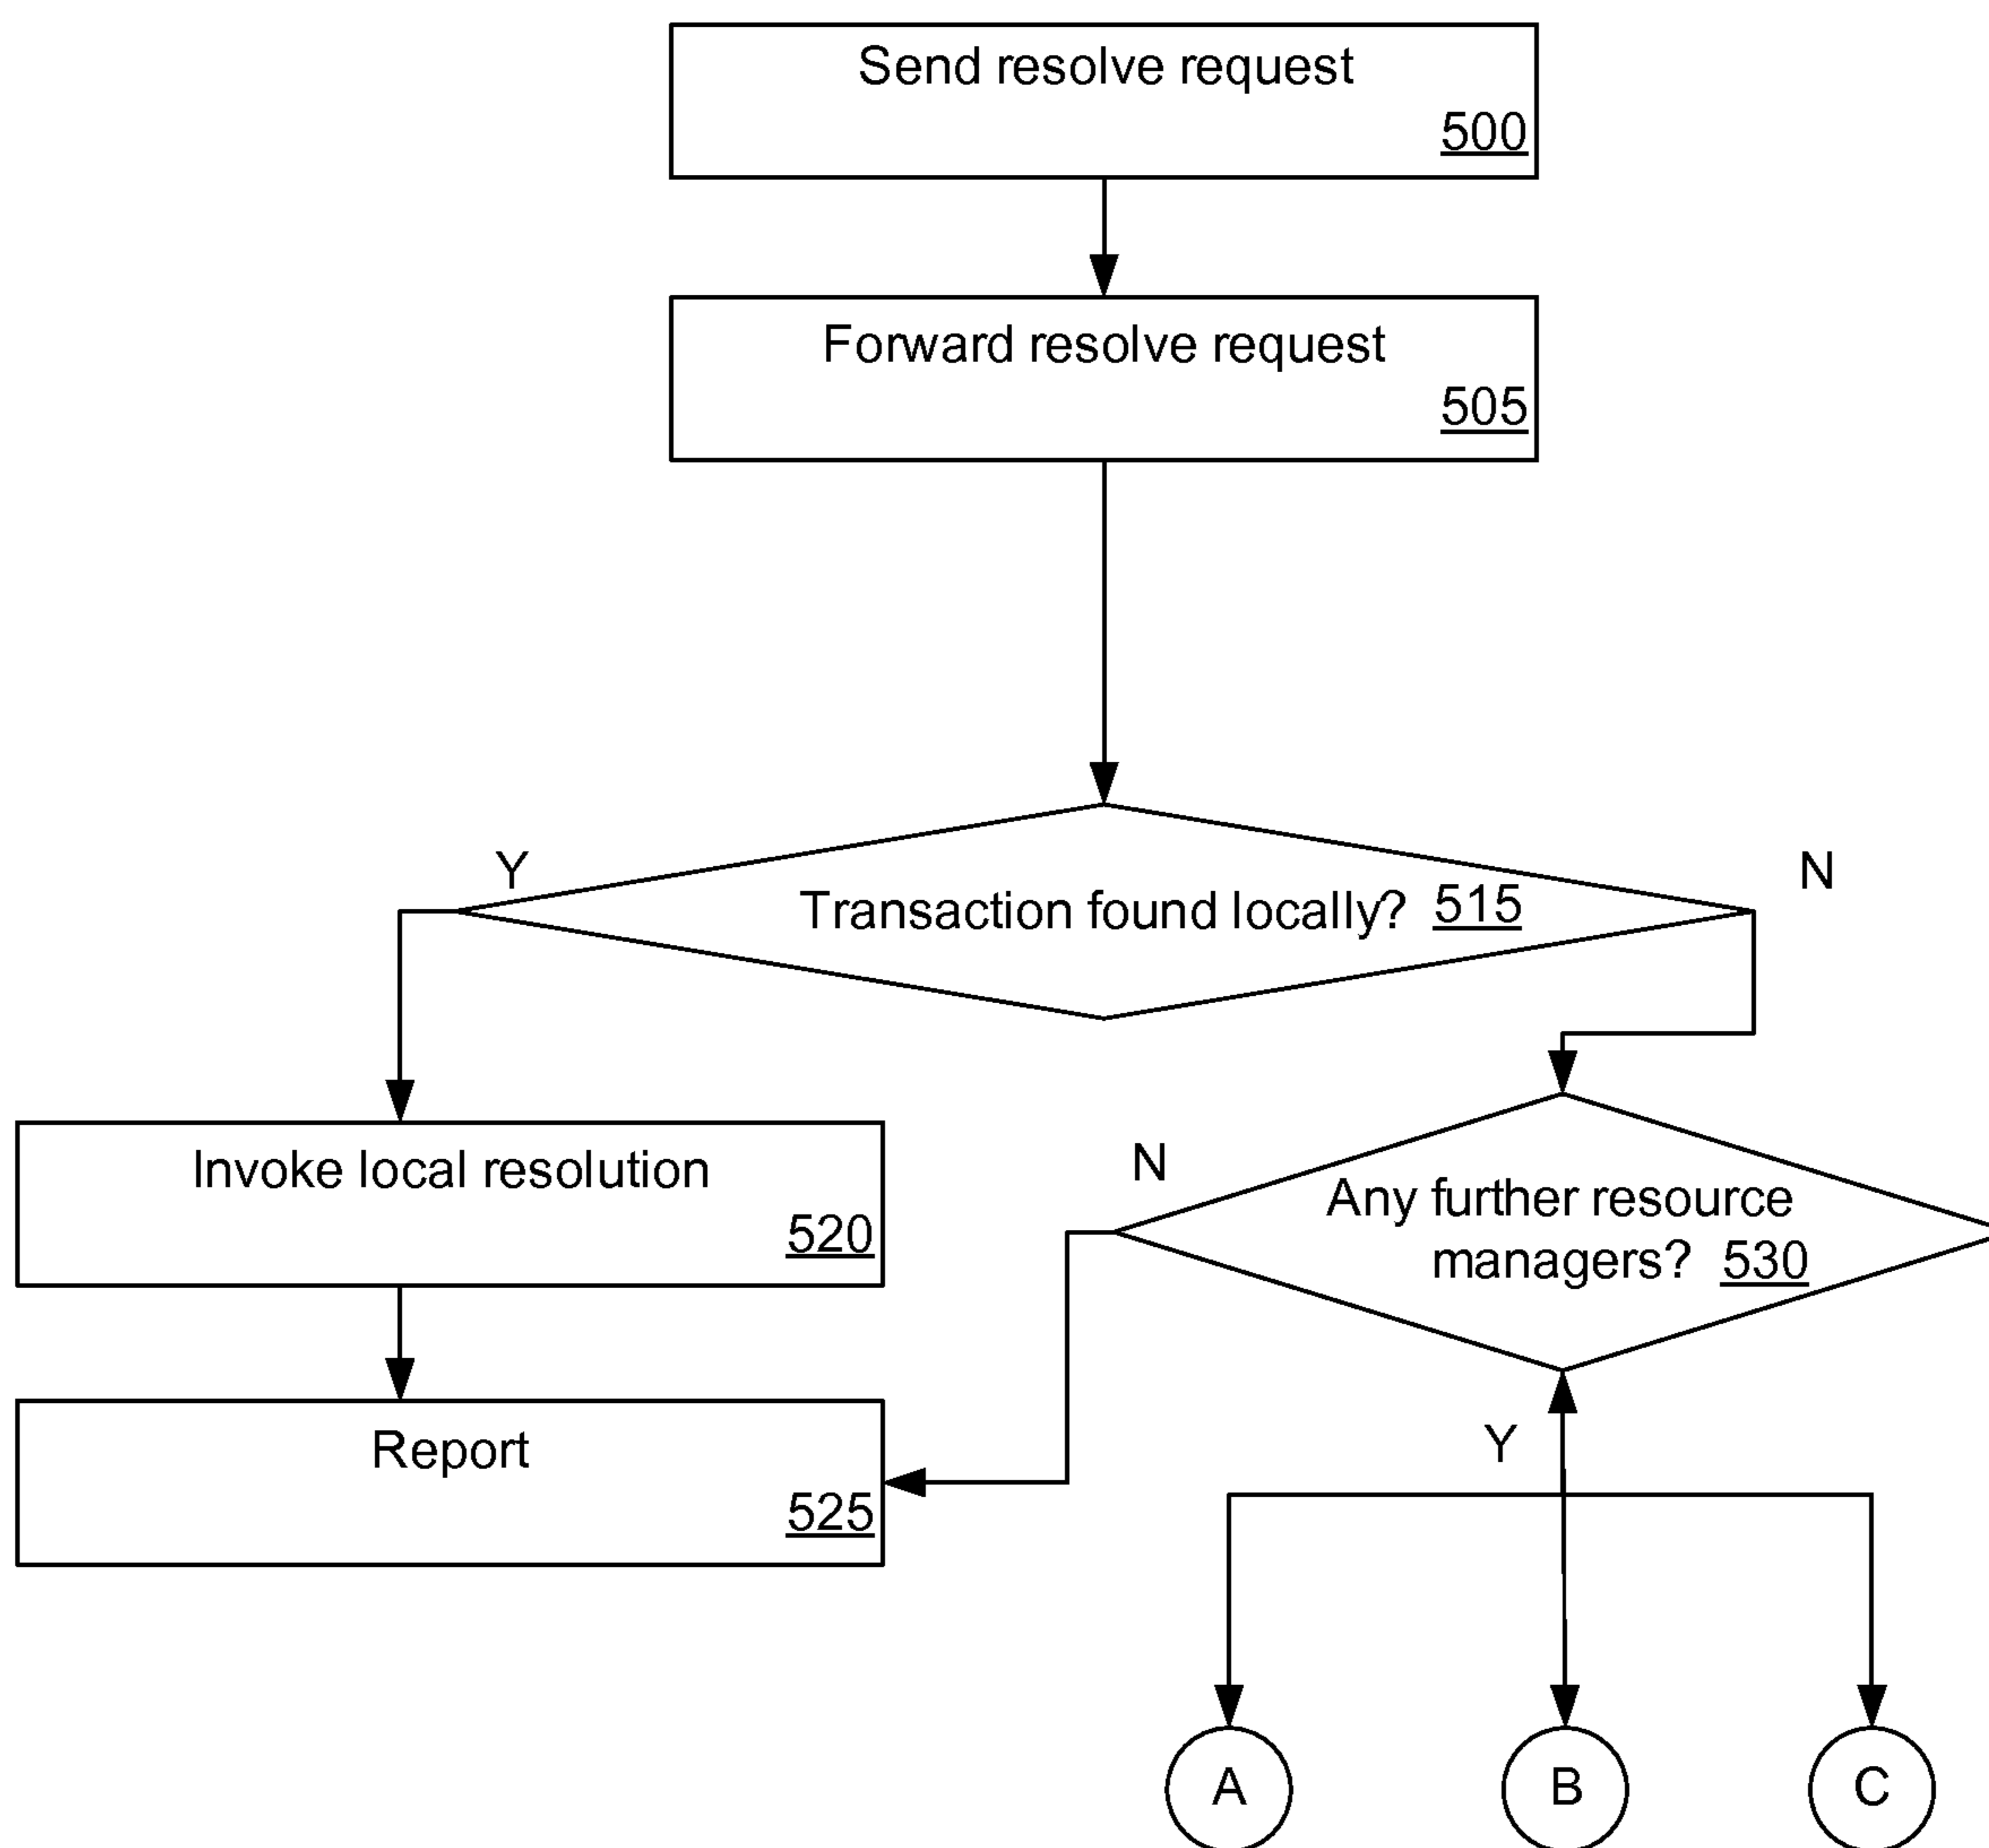 Send resolve request
500
Forward resolve request
505
Y
N
Transaction found locally? 515
Invoke local resolution
520
N
Any further resource
managers? 530
Report
525
Y
A
B
C